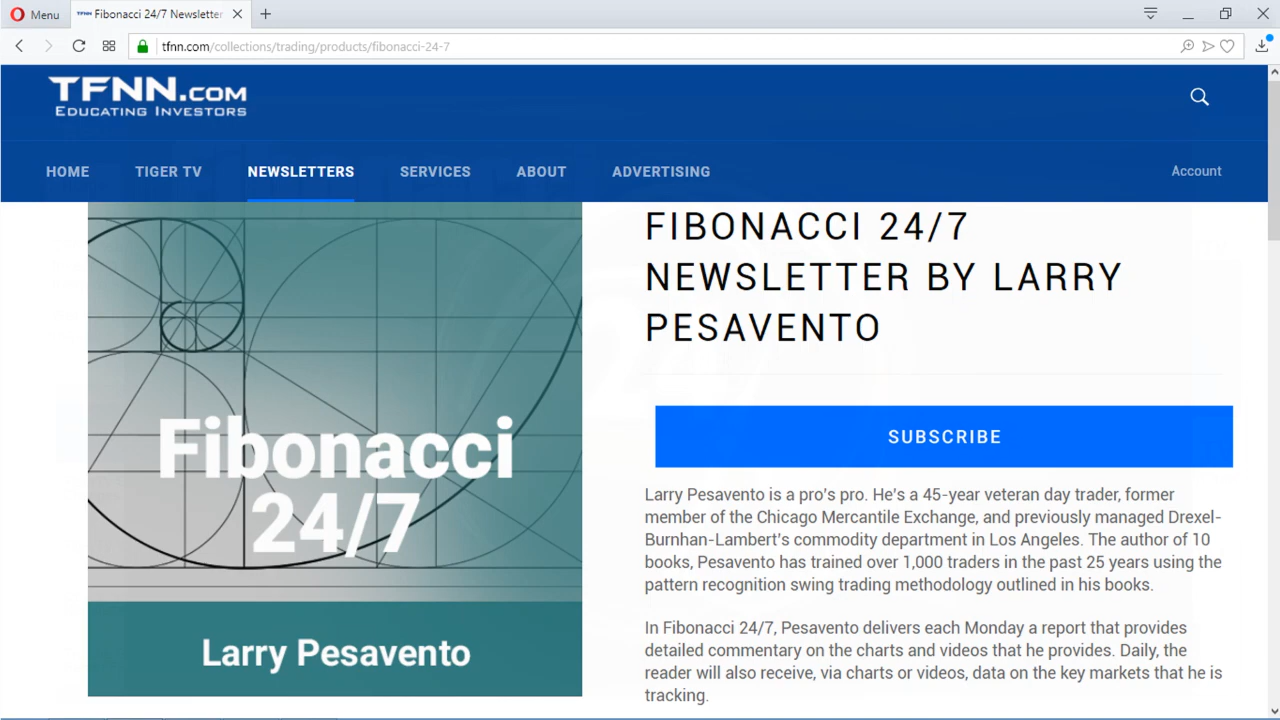 Menu
Fibonacci 24/7 Newsletter
tfnn.com/collections/trading/products/fibonacci-24-7
TFNN.COM
EDUCATING INVESTORS
HOME TIGER TV NEWSLETTERS SERVICES ABOUT ADVERTISING Account
Fibonacci
24/7
Larry Pesavento
FIBONACCI 24/7
NEWSLETTER BY LARRY
PESAVENTO
SUBSCRIBE
Larry Pesavento is a pro's pro. He's a 45-year veteran day trader, former
member of the Chicago Mercantile Exchange, and previously managed Drexel-
Burnhan-Lambert's commodity department in Los Angeles. The author of 10
books, Pesavento has trained over 1,000 traders in the past 25 years using the
pattern recognition swing trading methodology outlined in his books.
In Fibonacci 24/7, Pesavento delivers each Monday a report that provides
detailed commentary on the charts and videos that he provides. Daily, the
reader will also receive, via charts or videos, data on the key markets that he is
tracking.